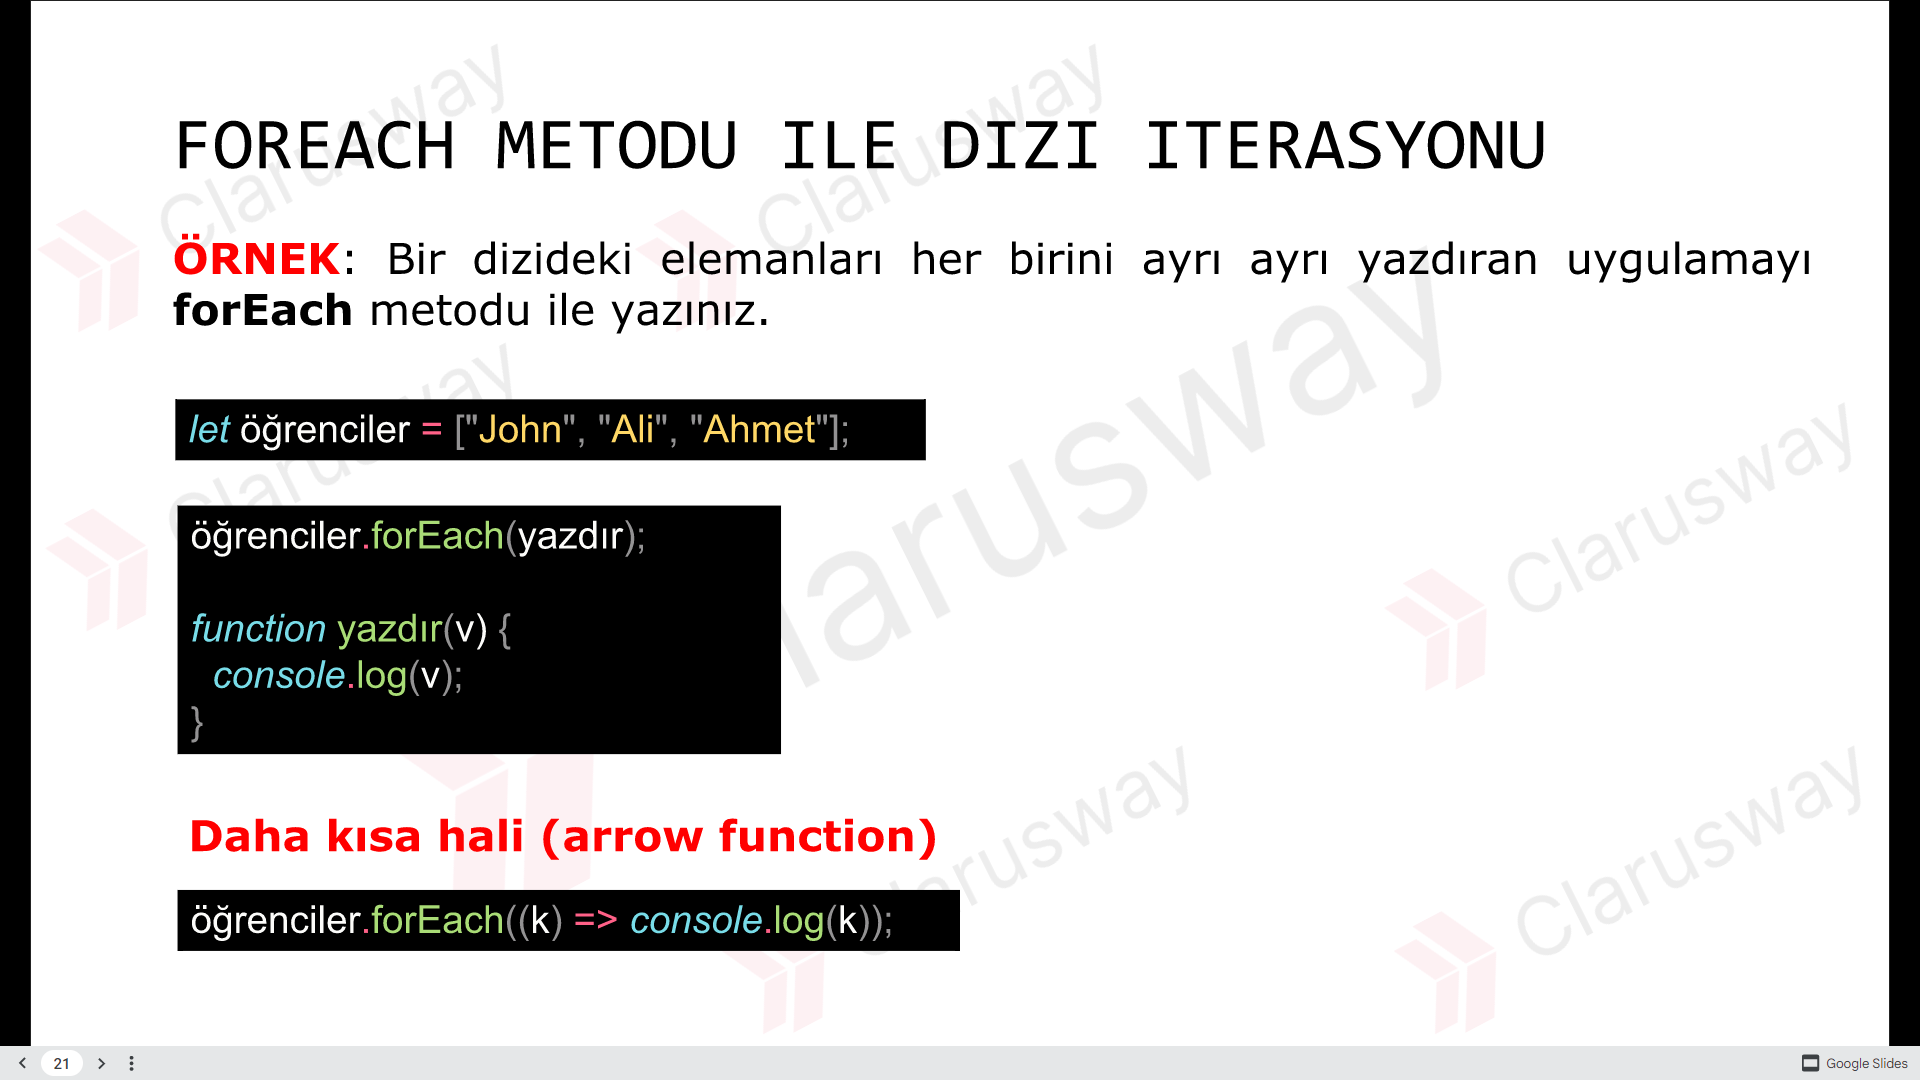 FOREACH METODU ILE DIZI ITERASYONU
ÖRNEK: Bir dizideki elemanları her birini ayrı ayrı yazdıran uygulamayı
forEach metodu ile yazınız.
let öğrenciler = ["John", "Ali", "Ahmet"];
öğrenciler.forEach(yazdır);
function yazdır(v) {
console.log(v);
}
Daha kısa hali (arrow function)
öğrenciler.forEach((k) => console.log(k));
Clarusway
Clarusway
Clarusway
Clarusway
Clarusway
Clarusway
Clarusway
21
Google Slides